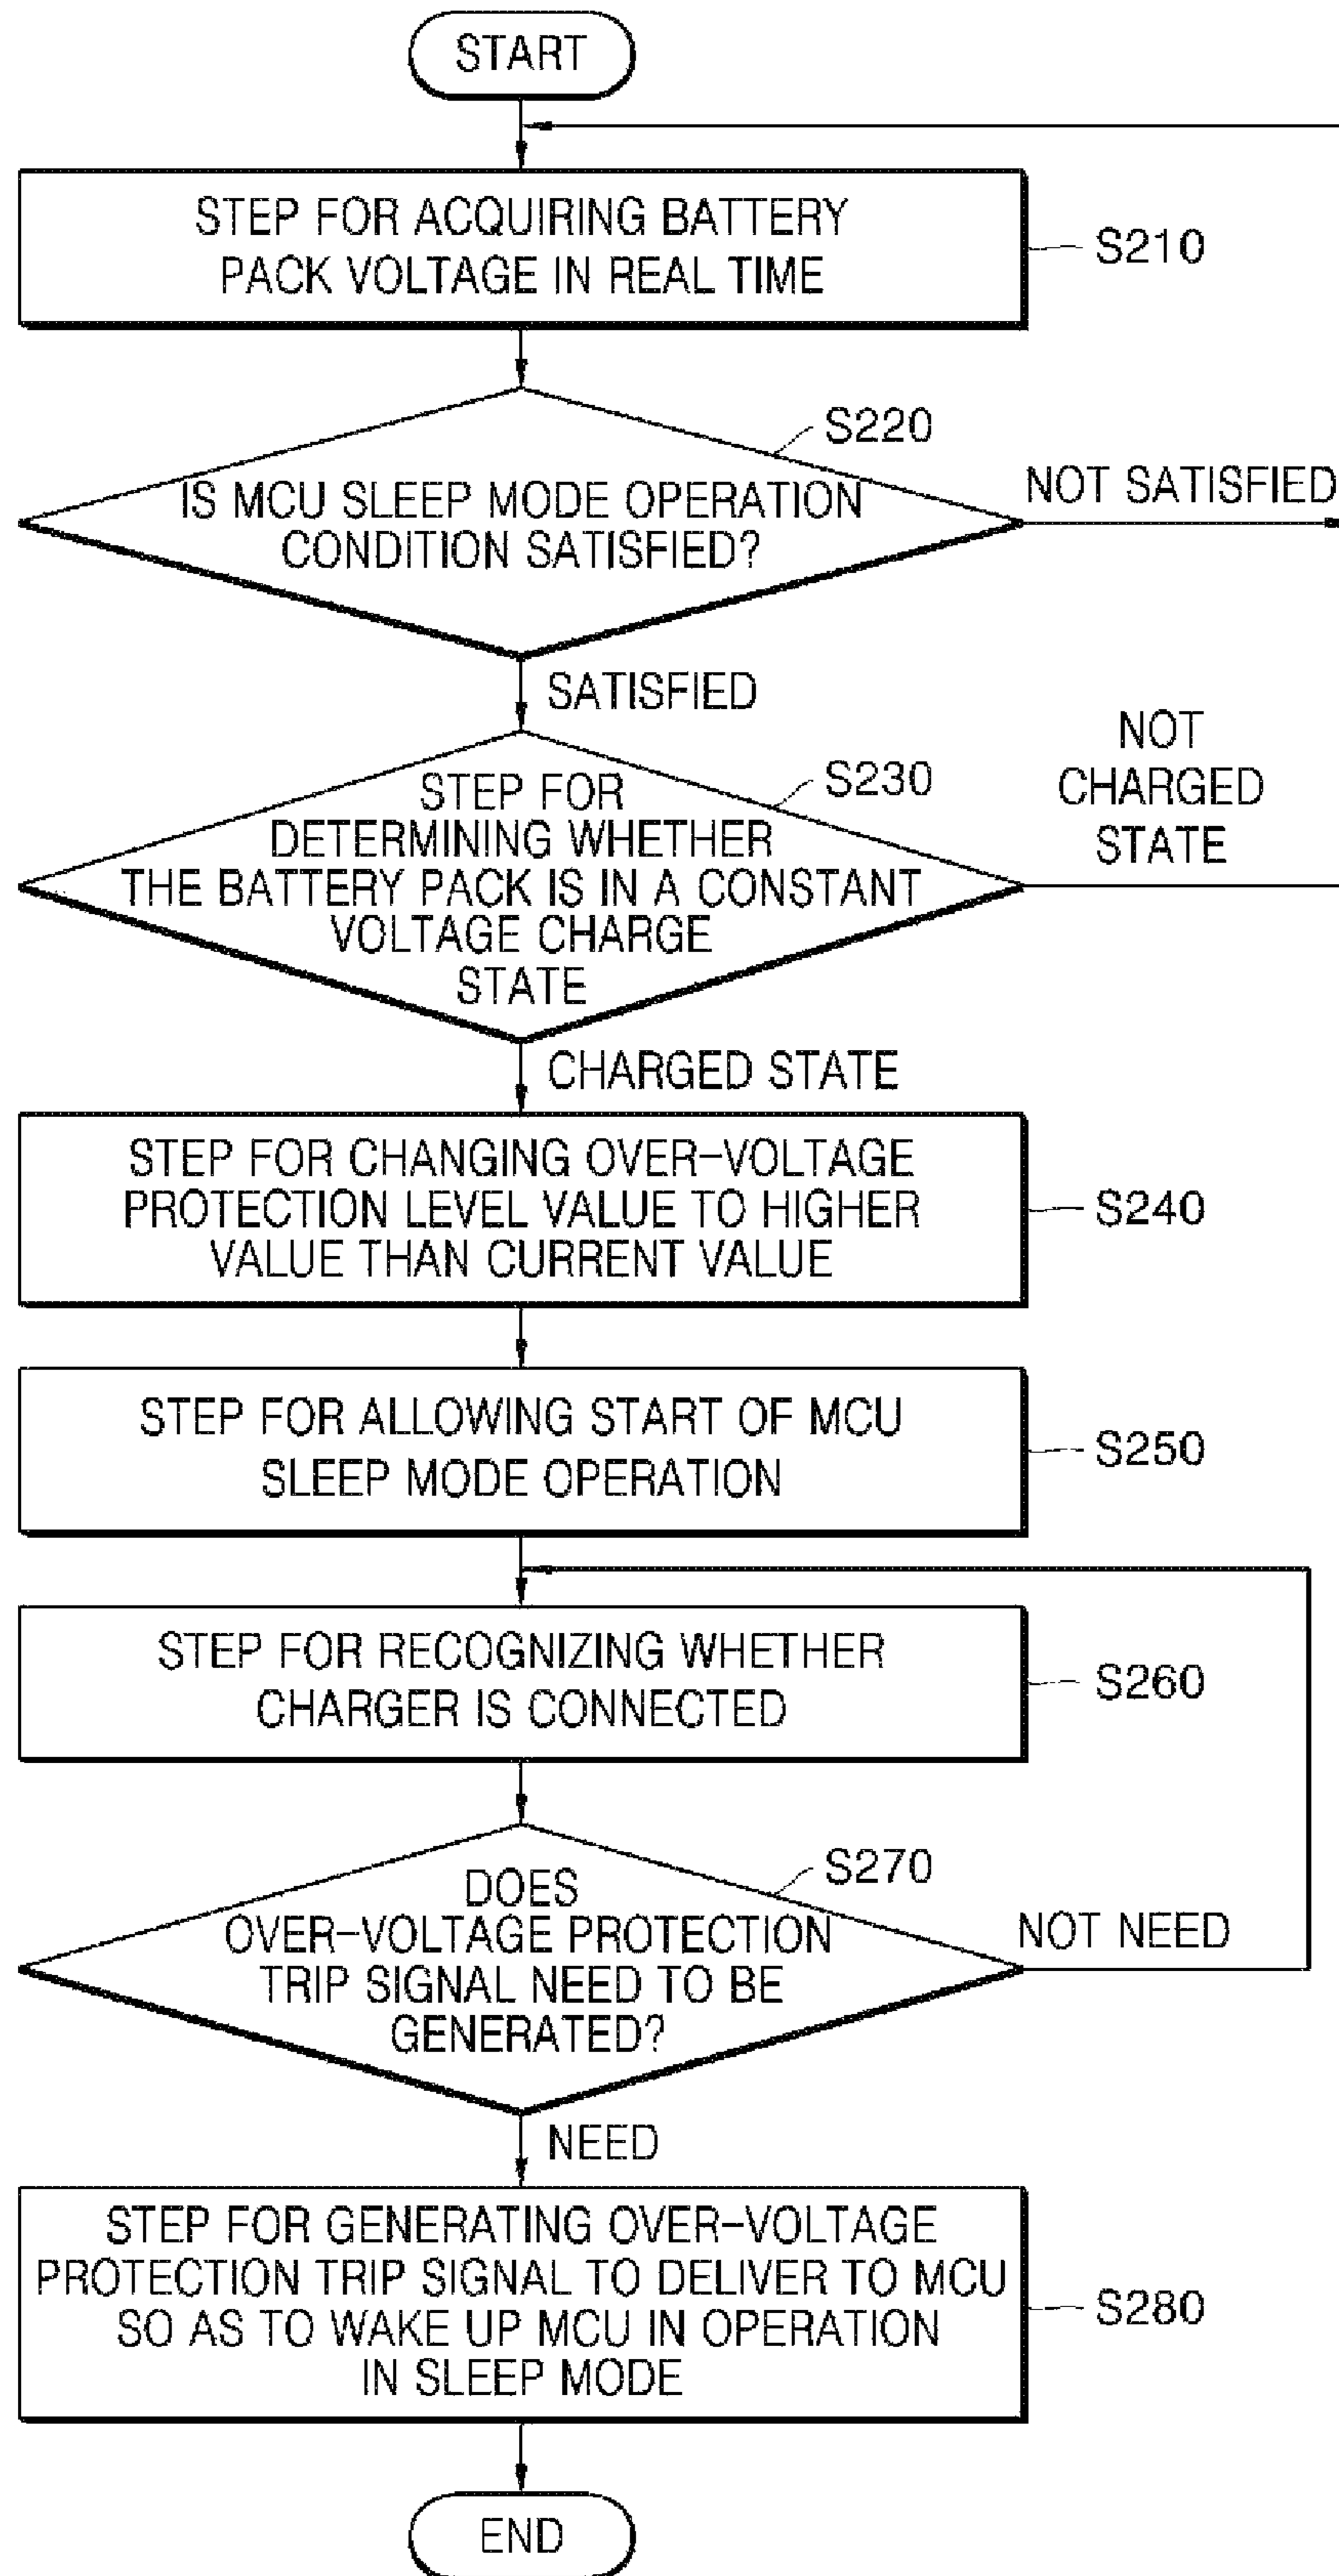 START
STEP FOR ACQUIRING BATTERY
PACK VOLTAGE IN REAL TIME
S210
S220
IS MCU SLEEP MODE OPERATION
CONDITION SATISFIED?
NOT SATISFIED
SATISFIED
S230
STEP FOR
DETERMINING WHETHER
THE BATTERY PACK IS IN A CONSTANT
VOLTAGE CHARGE
STATE
NOT
CHARGED
STATE
CHARGED STATE
STEP FOR CHANGING OVER-VOLTAGE
PROTECTION LEVEL VALUE TO HIGHER
VALUE THAN CURRENT VALUE
S240
STEP FOR ALLOWING START OF MCU
SLEEP MODE OPERATION
S250
STEP FOR RECOGNIZING WHETHER
CHARGER IS CONNECTED
S260
S270
DOES
OVER-VOLTAGE PROTECTION
TRIP SIGNAL NEED TO BE
GENERATED?
NOT NEED
NEED
STEP FOR GENERATING OVER-VOLTAGE
PROTECTION TRIP SIGNAL TO DELIVER TO MCU
SO AS TO WAKE UP MCU IN OPERATION
IN SLEEP MODE
S280
END